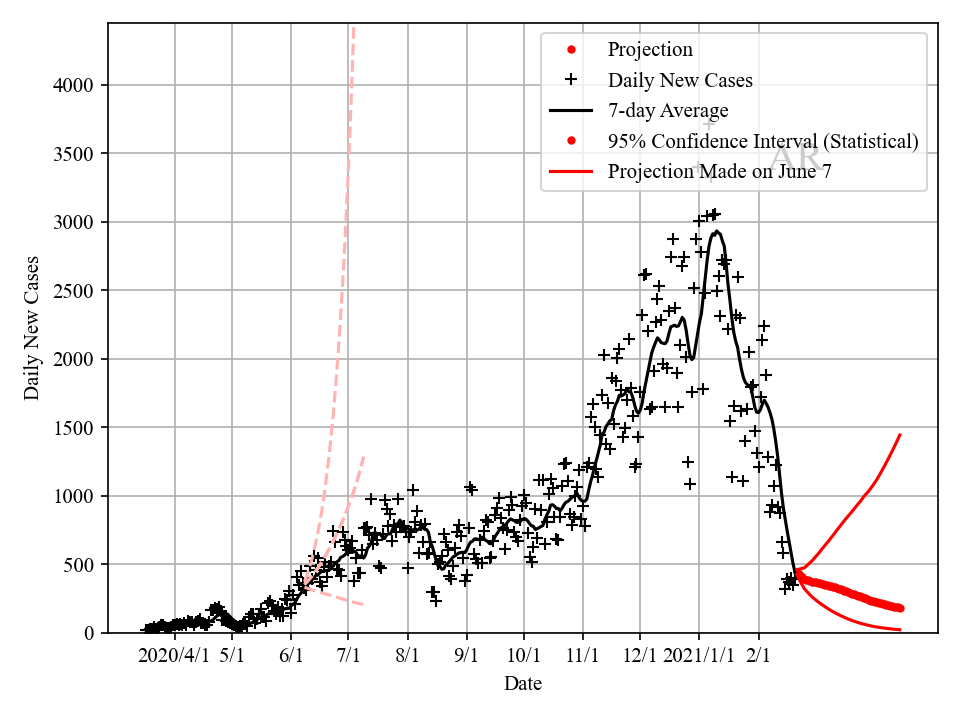 Projection
Daily New Cases
7-day Average
95% Confidence Interval (Statistical)
Projection Made on June 7
AR
4000
3500
3000
2500
2000
1500
1000
500
0
Daily New Cases
2020/4/1 5/1 6/1 7/1 8/1 9/1 10/1 11/1 12/1 2021/1/1 2/1
Date